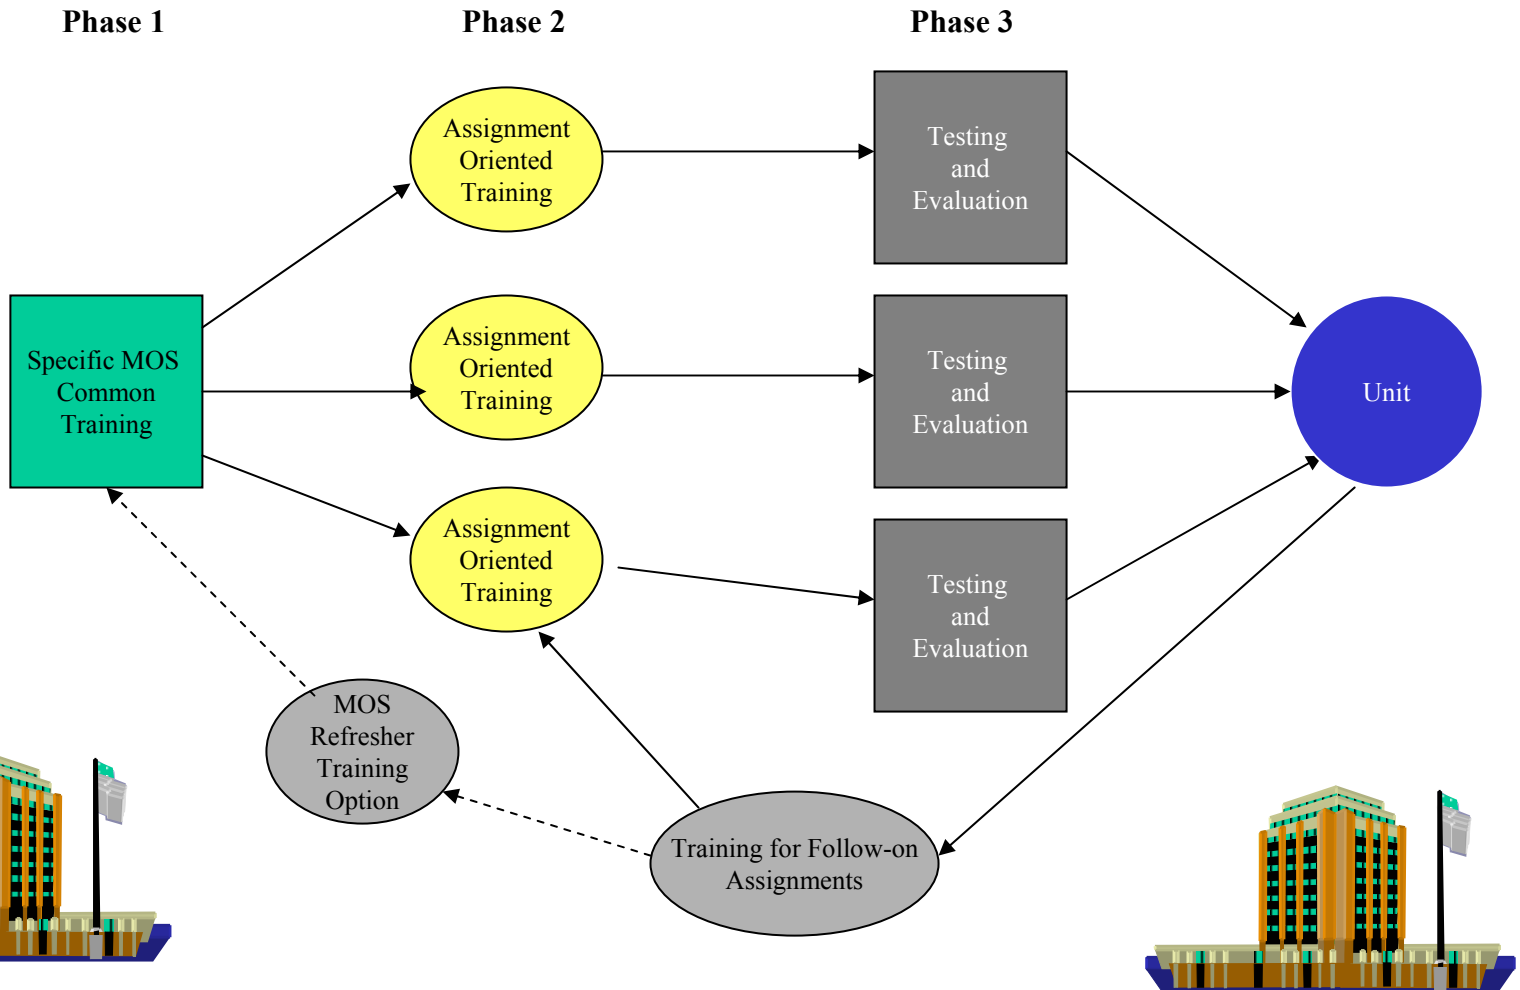 Phase 1
Phase 2
Phase 3
Assignment
Oriented
Training
Testing
and
Evaluation
Specific MOS
Common
Training
Assignment
Oriented
Training
Testing
and
Evaluation
Unit
Assignment
Oriented
Training
Testing
and
Evaluation
MOS
Refresher
Training
Option
Training for Follow-on
Assignments